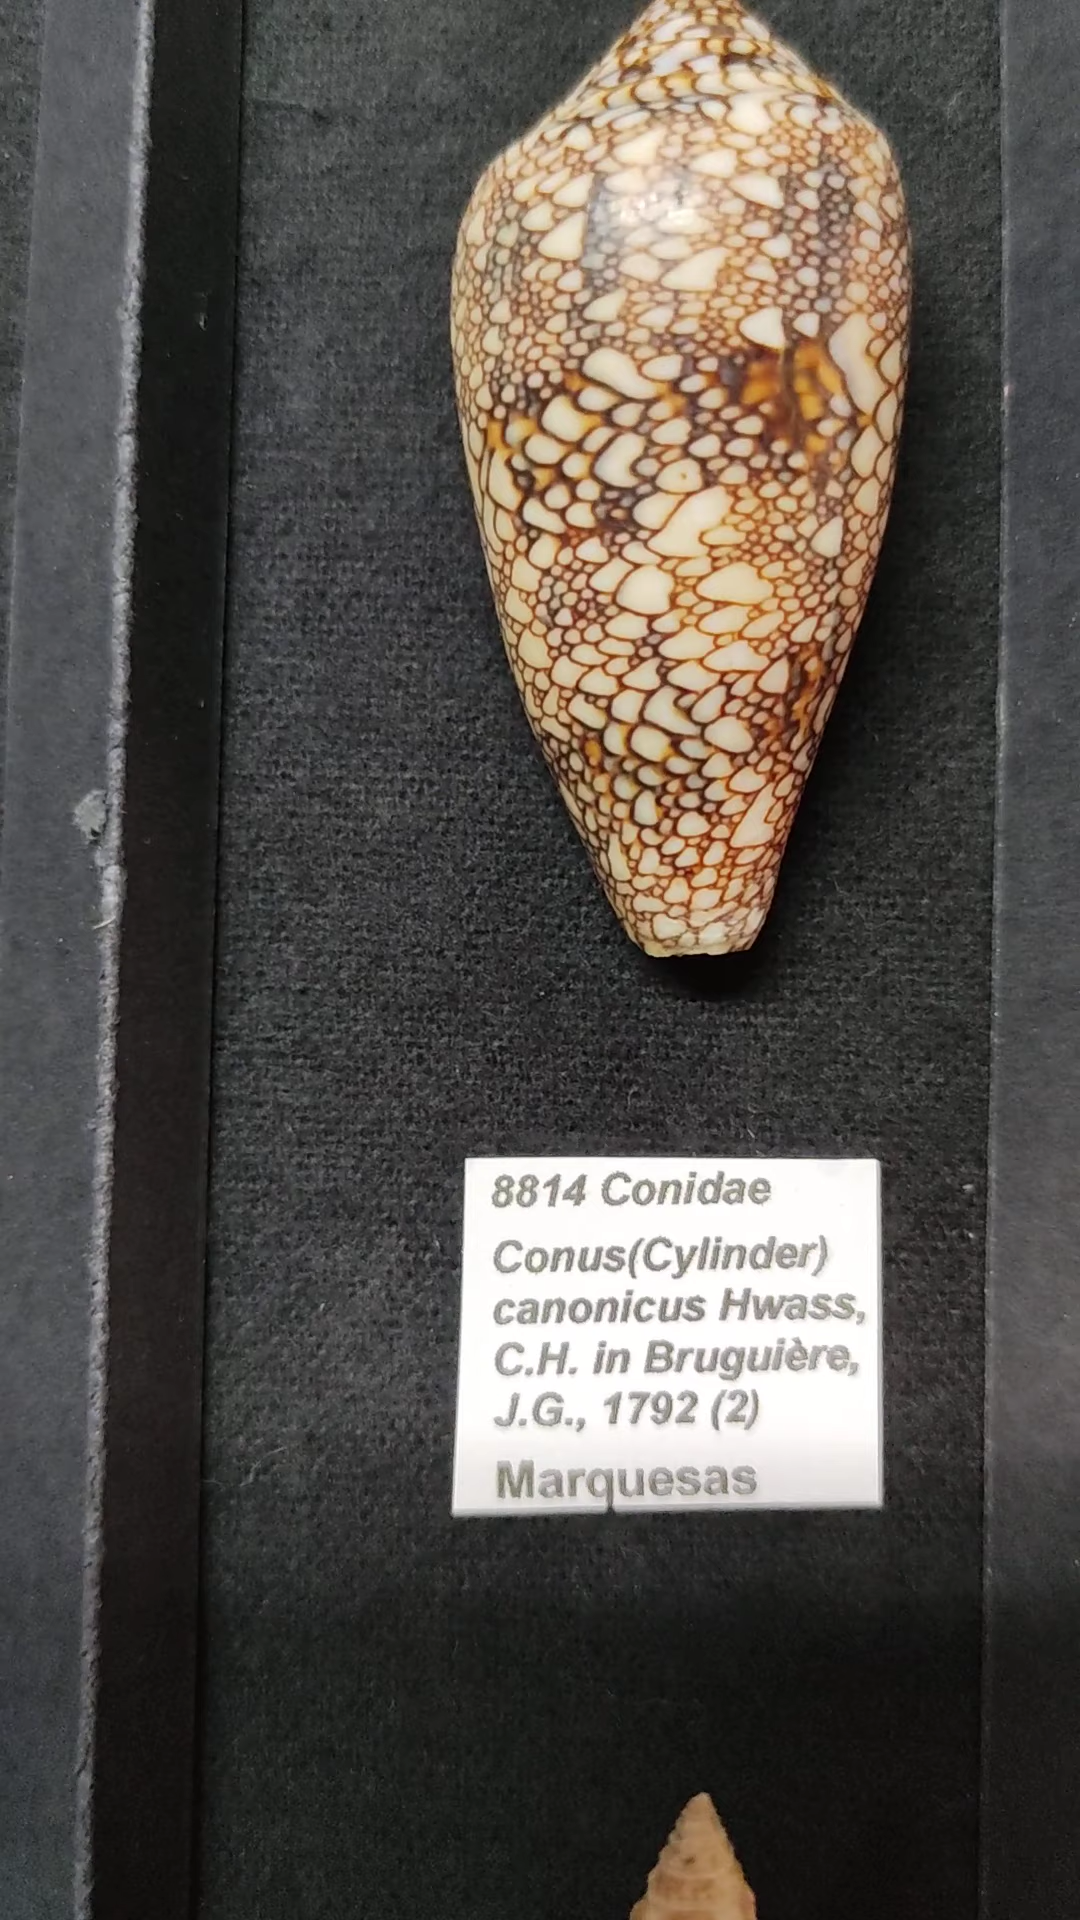 8814 Conidae
Conus(Cylinder)
canonicus Hwass,
C.H. in Bruguière,
J.G., 1792 (2)
Marquesas